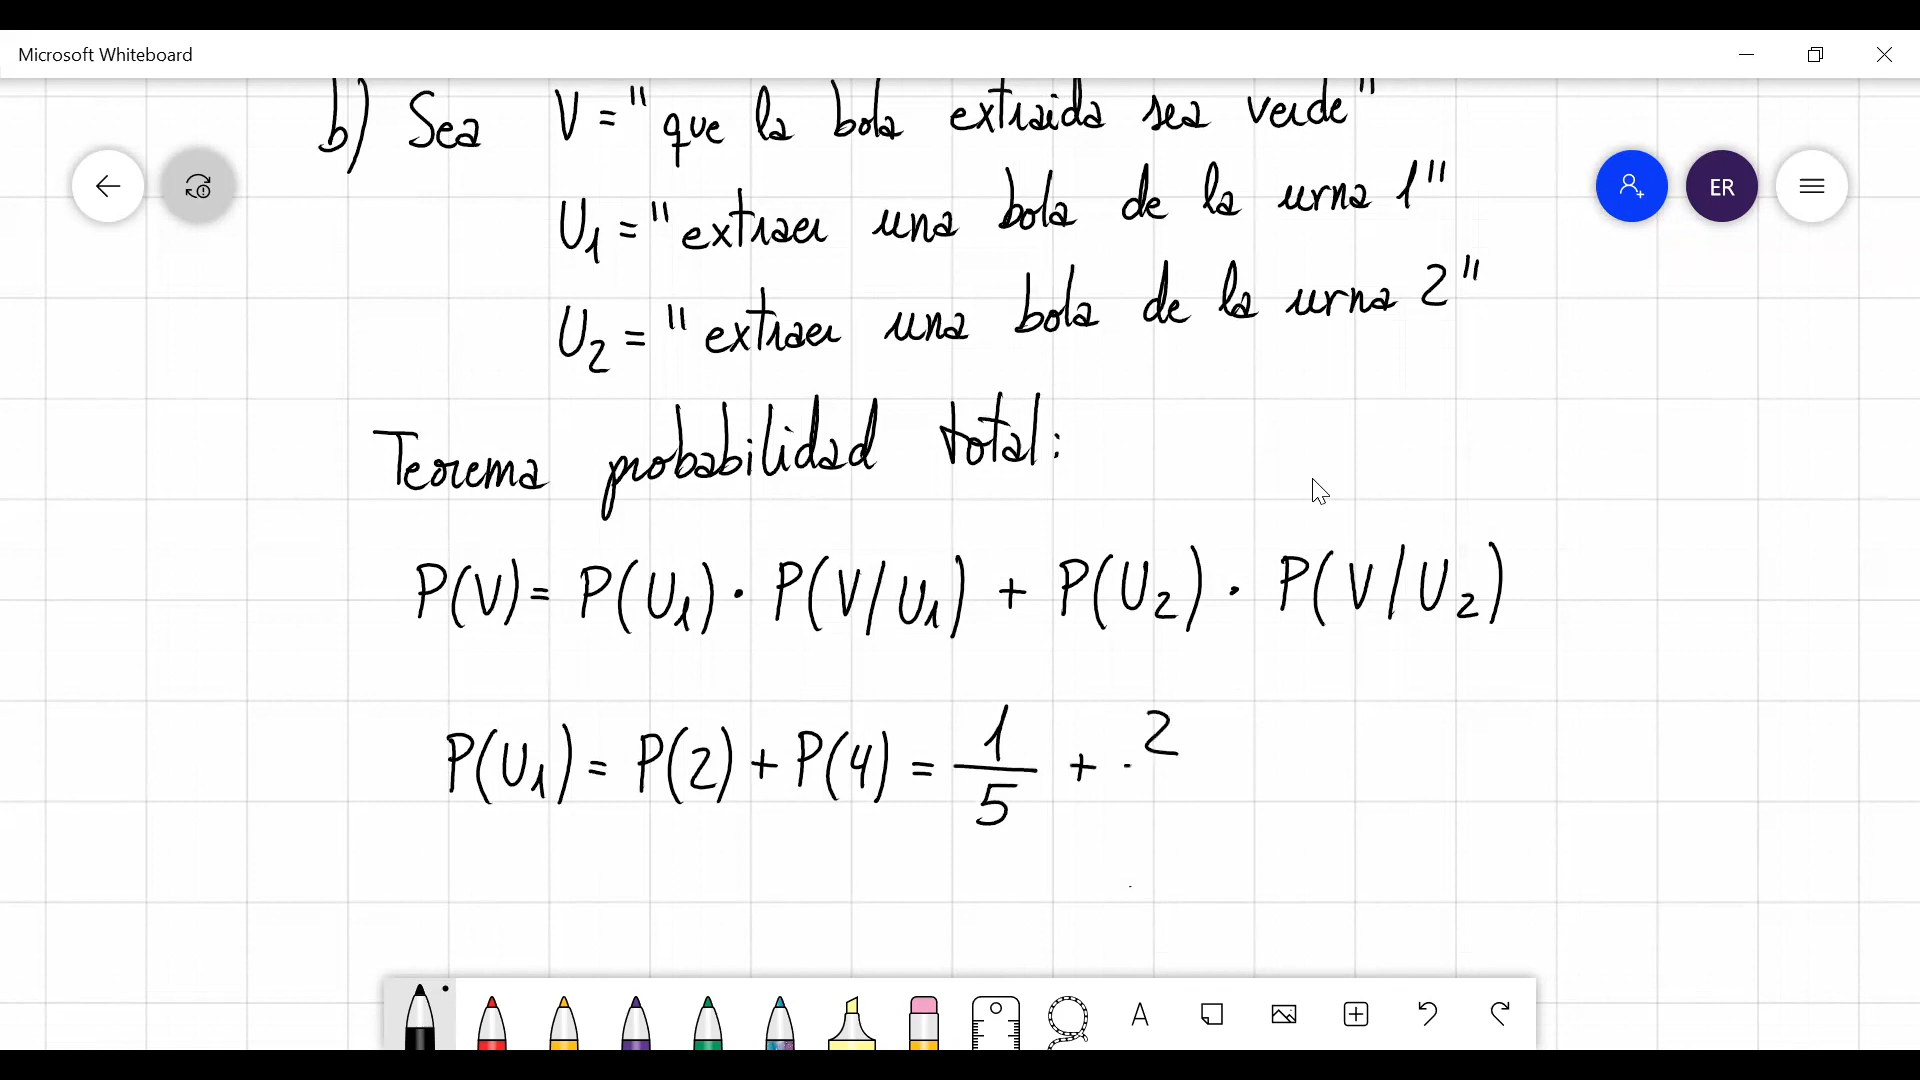 Microsoft Whiteboard
b) Sea V = "que la bola extraida sea verde"
ER
U₁ = "extraer una bola de la urna 1"
U₂ = "extraer una bola de la urna 2"
Teorema probabilidad total:
P(V) = P(U₁) · P(V/U₁) + P(U₂) · P(V/U₂)
P(U₁) = P(2) + P(4) = 1/5 + 2
A